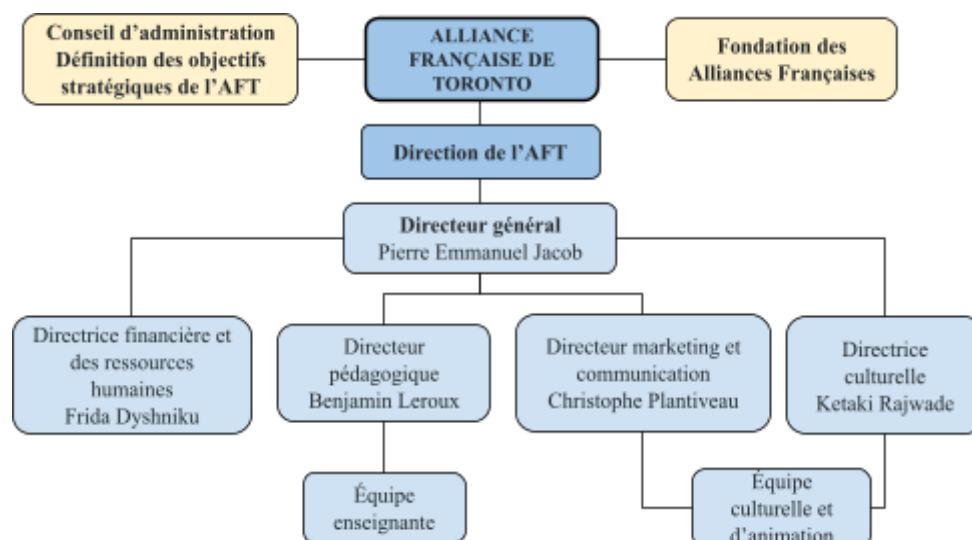 Conseil d'administration
Définition des objectifs
stratégiques de l'AFT
ALLIANCE
FRANÇAISE DE
TORONTO
Fondation des
Alliances Françaises
Direction de l'AFT
Directeur général
Pierre Emmanuel Jacob
Directrice financière et
des ressources
humaines
Frida Dyshniku
Directeur
pédagogique
Benjamin Leroux
Directeur marketing et
communication
Christophe Plantiveau
Directrice
culturelle
Ketaki Rajwade
Équipe
enseignante
Équipe
culturelle et
d'animation